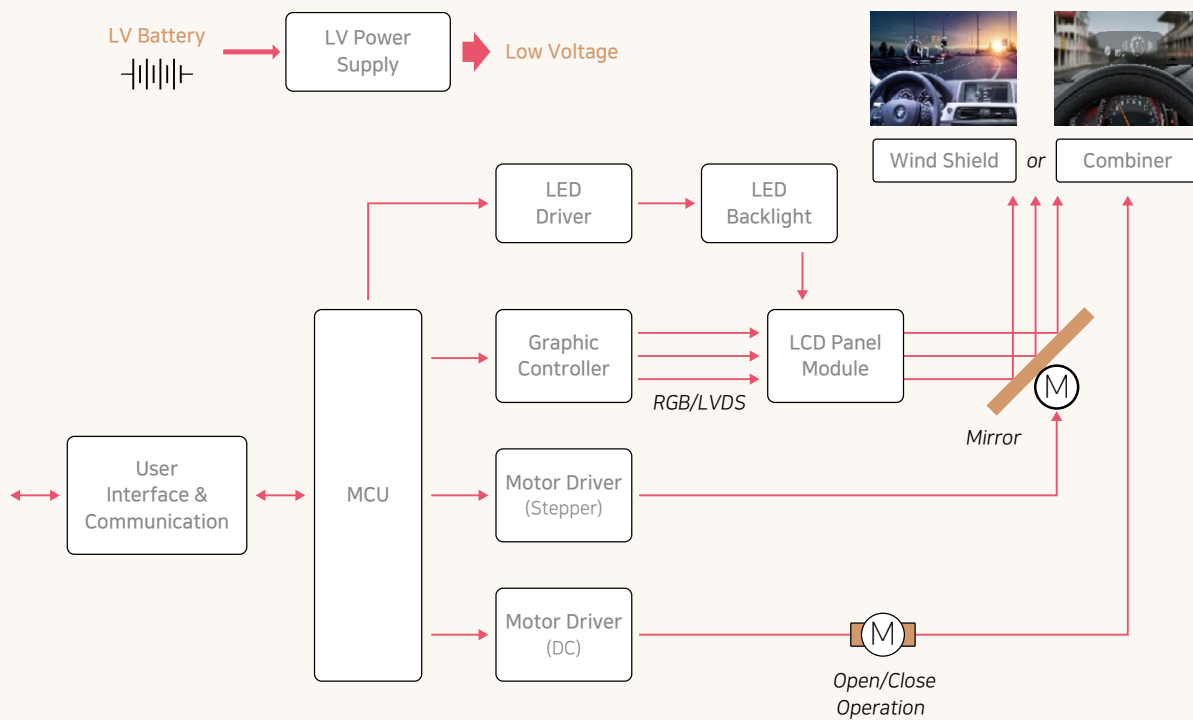 LV Battery
LV Power
Supply
Low Voltage
Wind Shield
or
Combiner
LED
Driver
LED
Backlight
Graphic
Controller
RGB/LVDS
LCD Panel
Module
M
Mirror
User
Interface &
Communication
MCU
Motor Driver
(Stepper)
Motor Driver
(DC)
M
Open/Close
Operation